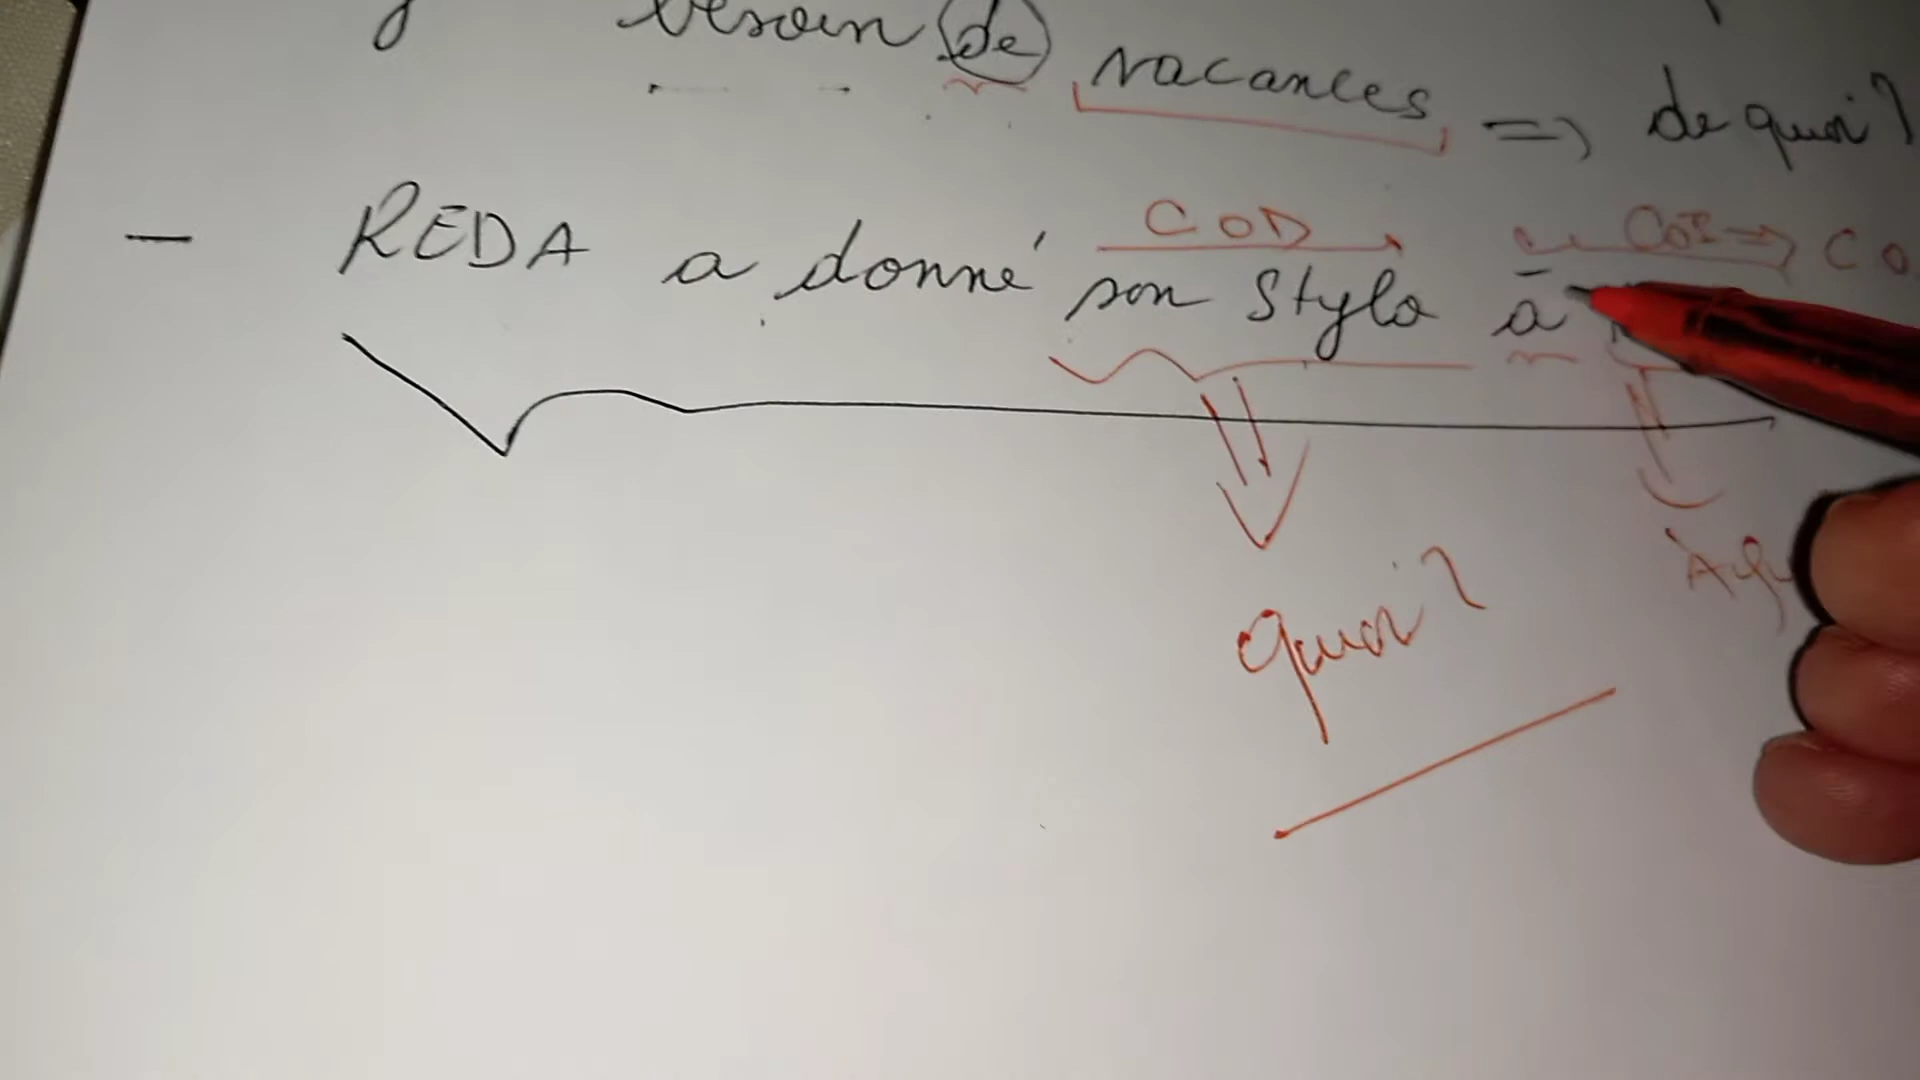 besoin de vacances => de quoi ?
COD COI => CO
- REDA a donné son stylo à
quoi ?